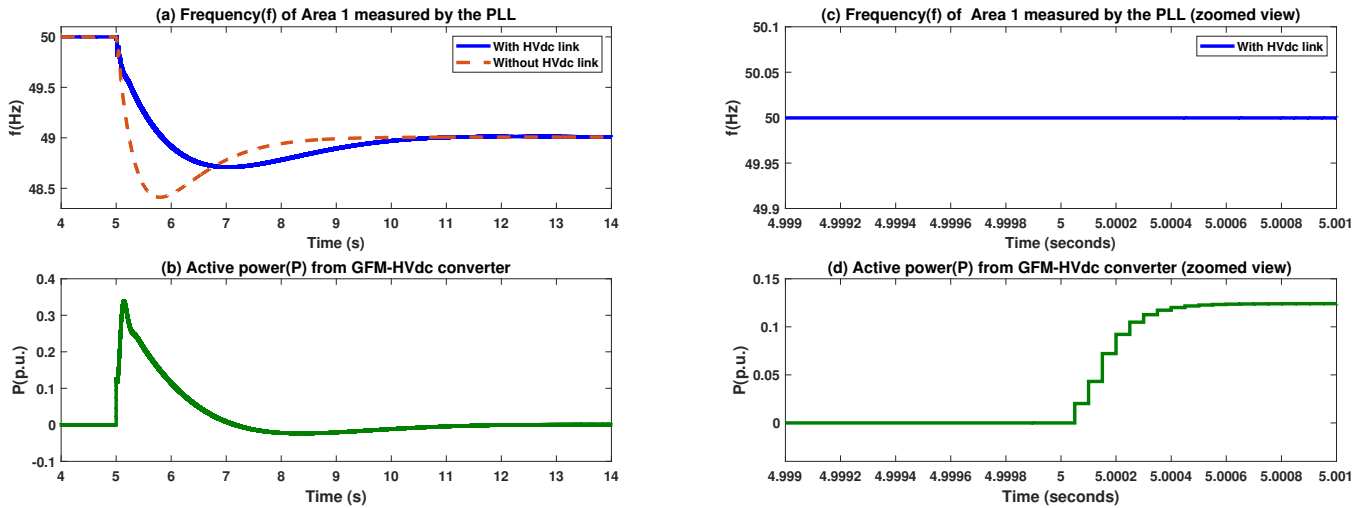 (a) Frequency(f) of Area 1 measured by the PLL
50
49.5
49
48.5
f(Hz)
With HVdc link
Without HVdc link
4 5 6 7 8 9 10 11 12 13 14
Time (s)
(b) Active power(P) from GFM-HVdc converter
0.4
0.3
0.2
0.1
0
-0.1
P(p.u.)
4 5 6 7 8 9 10 11 12 13 14
Time (s)
(c) Frequency(f) of Area 1 measured by the PLL (zoomed view)
50.1
50.05
50
49.95
49.9
f(Hz)
With HVdc link
4.999 4.9992 4.9994 4.9996 4.9998 5 5.0002 5.0004 5.0006 5.0008 5.001
Time (seconds)
(d) Active power(P) from GFM-HVdc converter (zoomed view)
0.15
0.1
0.05
0
P(p.u.)
4.999 4.9992 4.9994 4.9996 4.9998 5 5.0002 5.0004 5.0006 5.0008 5.001
Time (seconds)